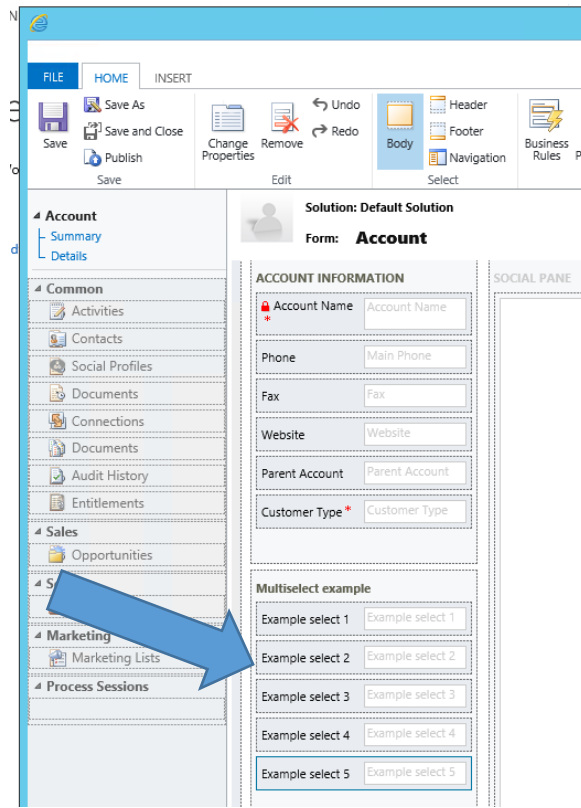 N
FILE HOME INSERT
Save
Save As
Save and Close
Publish
Save
Change Properties
Remove
Undo
Redo
Edit
Body
Header
Footer
Navigation
Select
Business Rules
P
Account
Summary
Details
d
Common
Activities
Contacts
Social Profiles
Documents
Connections
Documents
Audit History
Entitlements
Sales
Opportunities
S
Marketing
Marketing Lists
Process Sessions
Solution: Default Solution
Form: Account
ACCOUNT INFORMATION
Account Name * Account Name
Phone Main Phone
Fax Fax
Website Website
Parent Account Parent Account
Customer Type * Customer Type
Multiselect example
Example select 1 Example select 1
Example select 2 Example select 2
Example select 3 Example select 3
Example select 4 Example select 4
Example select 5 Example select 5
SOCIAL PANE